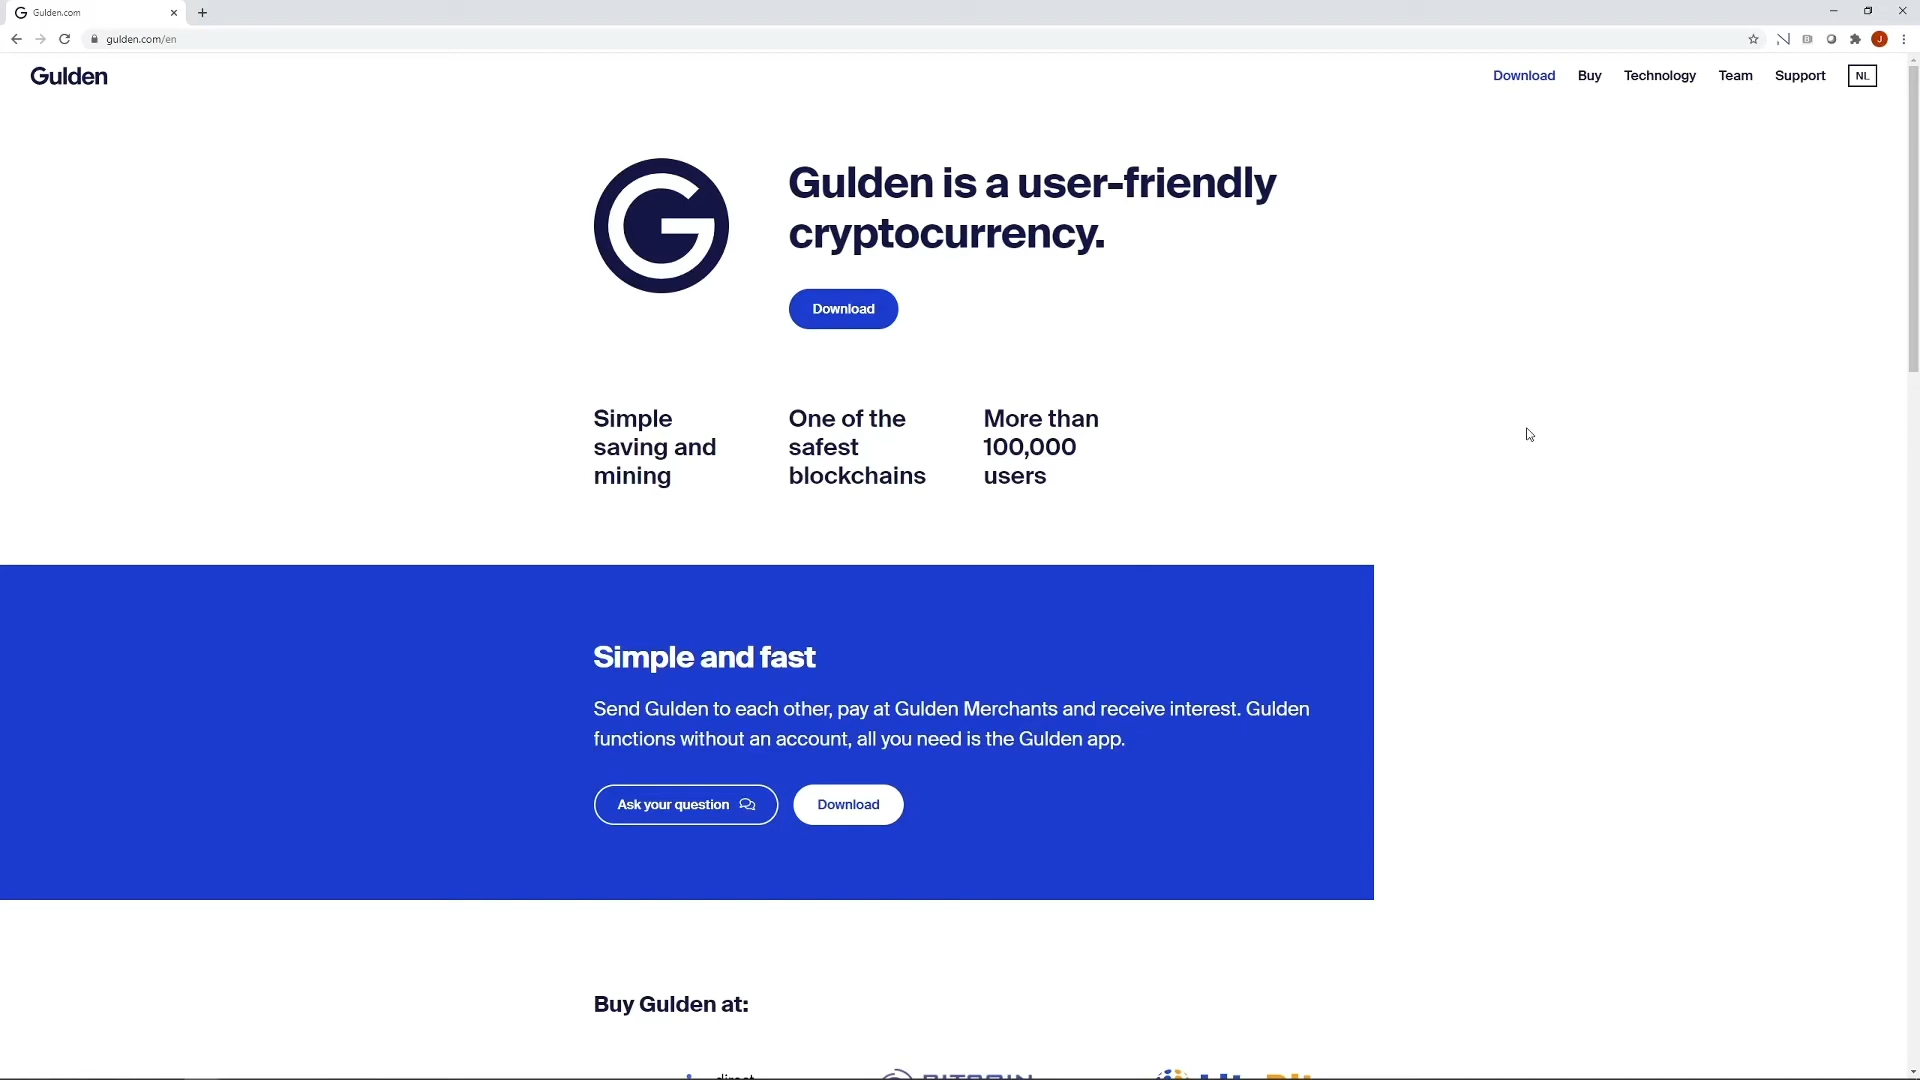 Gulden.com
gulden.com/en
J
Gulden
Download Buy Technology Team Support NL
Gulden is a user-friendly
cryptocurrency.
Download
Simple
saving and
mining
One of the
safest
blockchains
More than
100,000
users
Simple and fast
Send Gulden to each other, pay at Gulden Merchants and receive interest. Gulden
functions without an account, all you need is the Gulden app.
Ask your question
Download
Buy Gulden at:
direct
BITCOIN